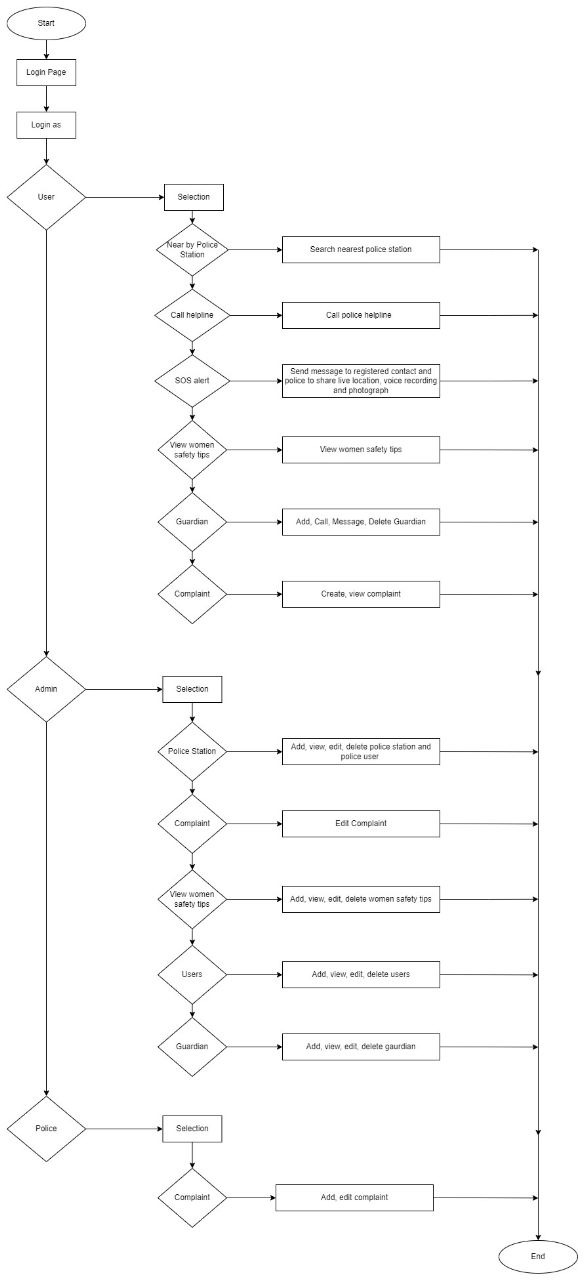 Start
Login Page
Login as
User
Selection
Near by Police
Station
Search nearest police station
Call helpline
Call police helpline
SOS alert
Send message to registered contact and
police to share live location, voice recording
and photograph
View women
safety tips
View women safety tips
Guardian
Add, Call, Message, Delete Guardian
Complaint
Create, view complaint
Admin
Selection
Police Station
Add, view, edit, delete police station and
police user
Complaint
Edit Complaint
View women
safety tips
Add, view, edit, delete women safety tips
Users
Add, view, edit, delete users
Guardian
Add, view, edit, delete gaurdian
Police
Selection
Complaint
Add, edit complaint
End